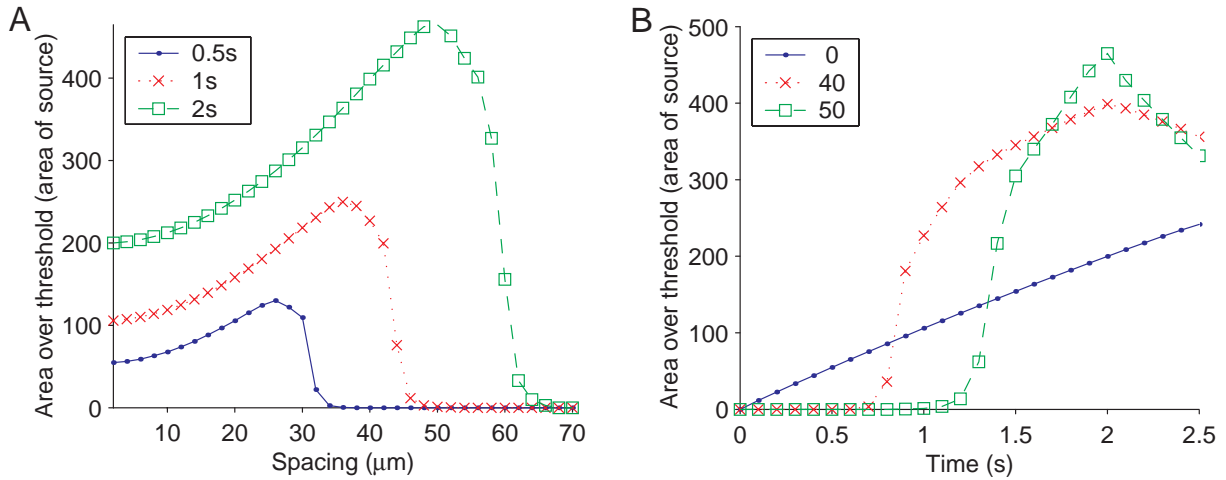 A
Area over threshold (area of source)
400
300
200
100
0
0.5s
1s
2s
10 20 30 40 50 60 70
Spacing (μm)
B
Area over threshold (area of source)
500
400
300
200
100
0
0
40
50
0 0.5 1 1.5 2 2.5
Time (s)